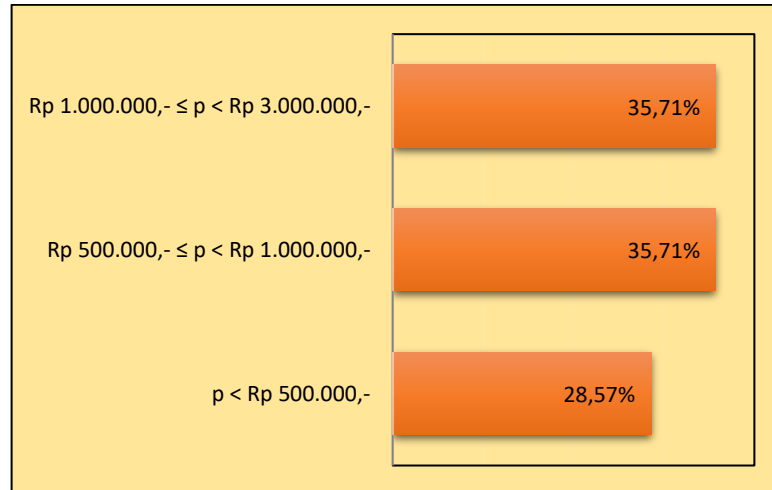 Rp 1.000.000,- ≤ p < Rp 3.000.000,- 35,71%
Rp 500.000,- ≤ p < Rp 1.000.000,- 35,71%
p < Rp 500.000,- 28,57%